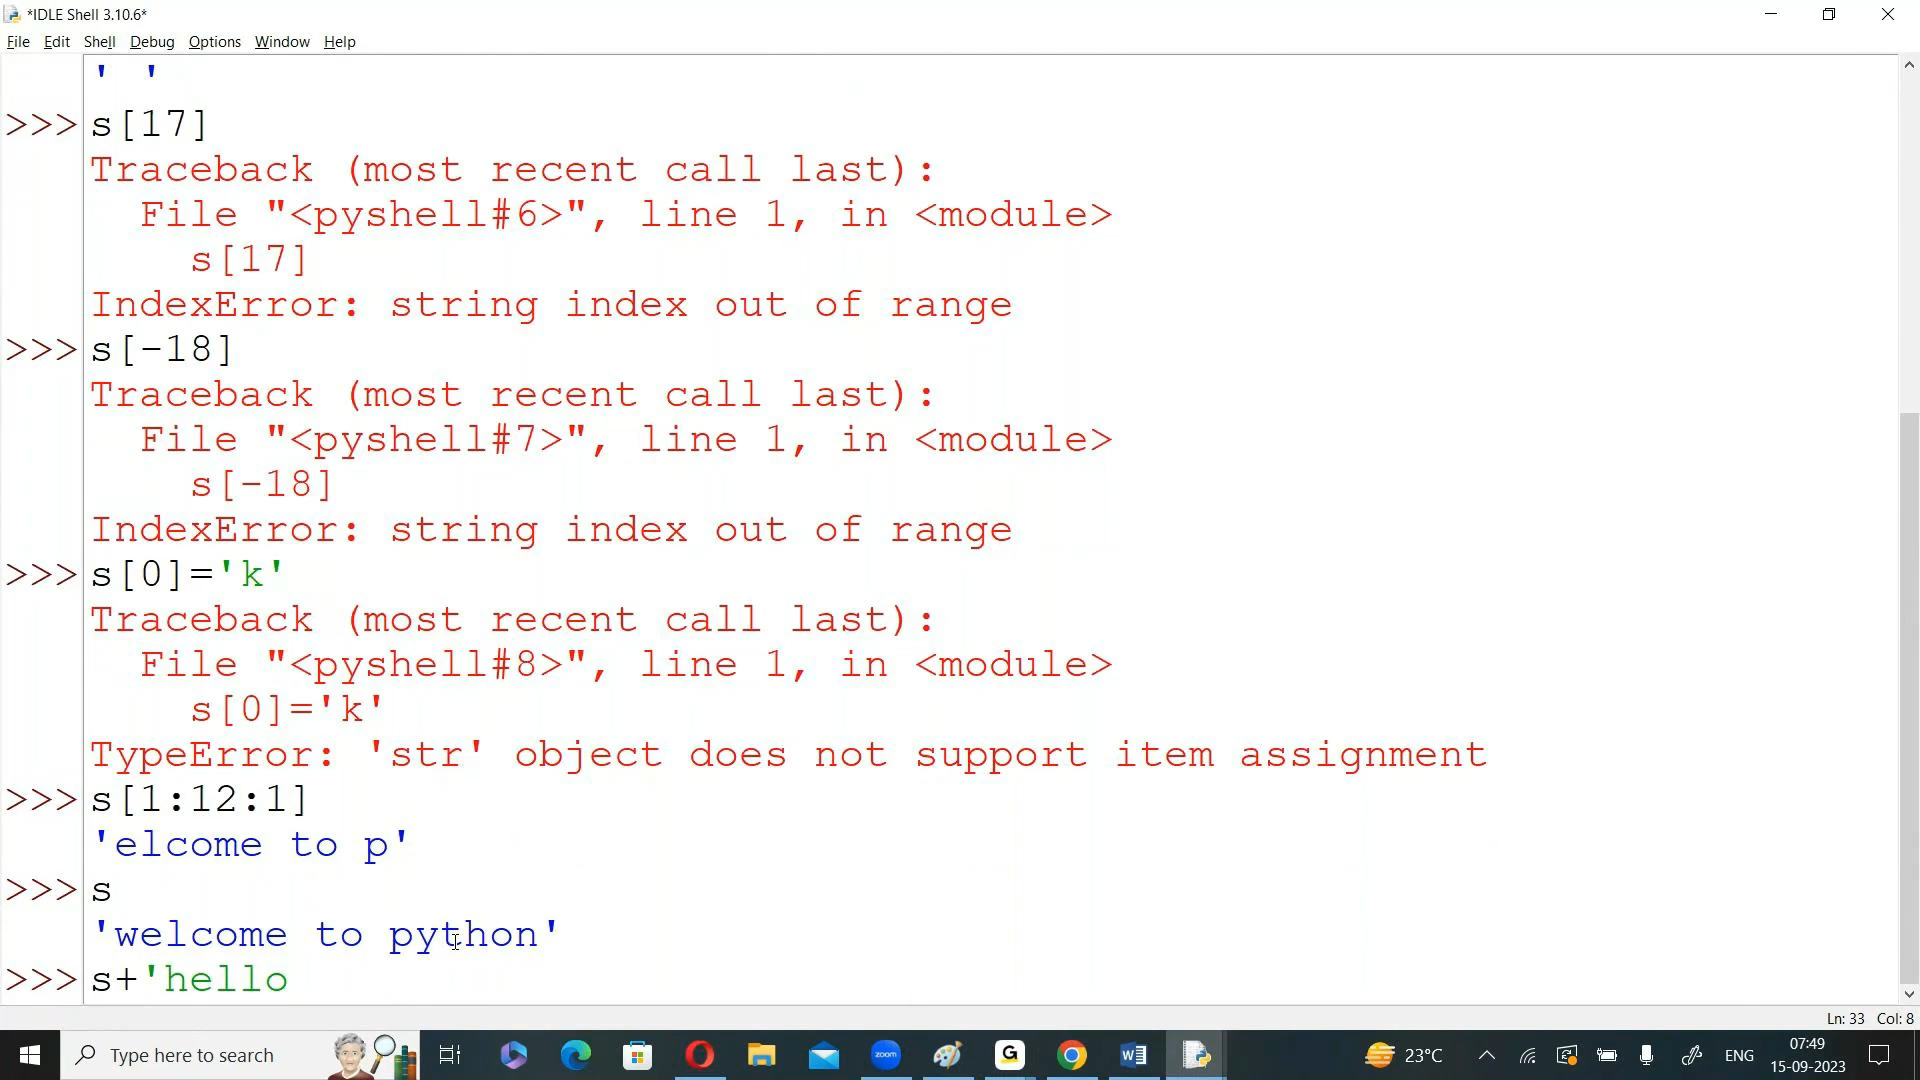 *IDLE Shell 3.10.6*
File Edit Shell Debug Options Window Help
' '
>>> s[17]
Traceback (most recent call last):
File "<pyshell#6>", line 1, in <module>
s[17]
IndexError: string index out of range
>>> s[-18]
Traceback (most recent call last):
File "<pyshell#7>", line 1, in <module>
s[-18]
IndexError: string index out of range
>>> s[0]='k'
Traceback (most recent call last):
File "<pyshell#8>", line 1, in <module>
s[0]='k'
TypeError: 'str' object does not support item assignment
>>> s[1:12:1]
'elcome to p'
>>> s
'welcome to python'
>>> s+'hello
Ln: 33 Col: 8
Type here to search
zoom
G
W
23°C
ENG
07:49
15-09-2023